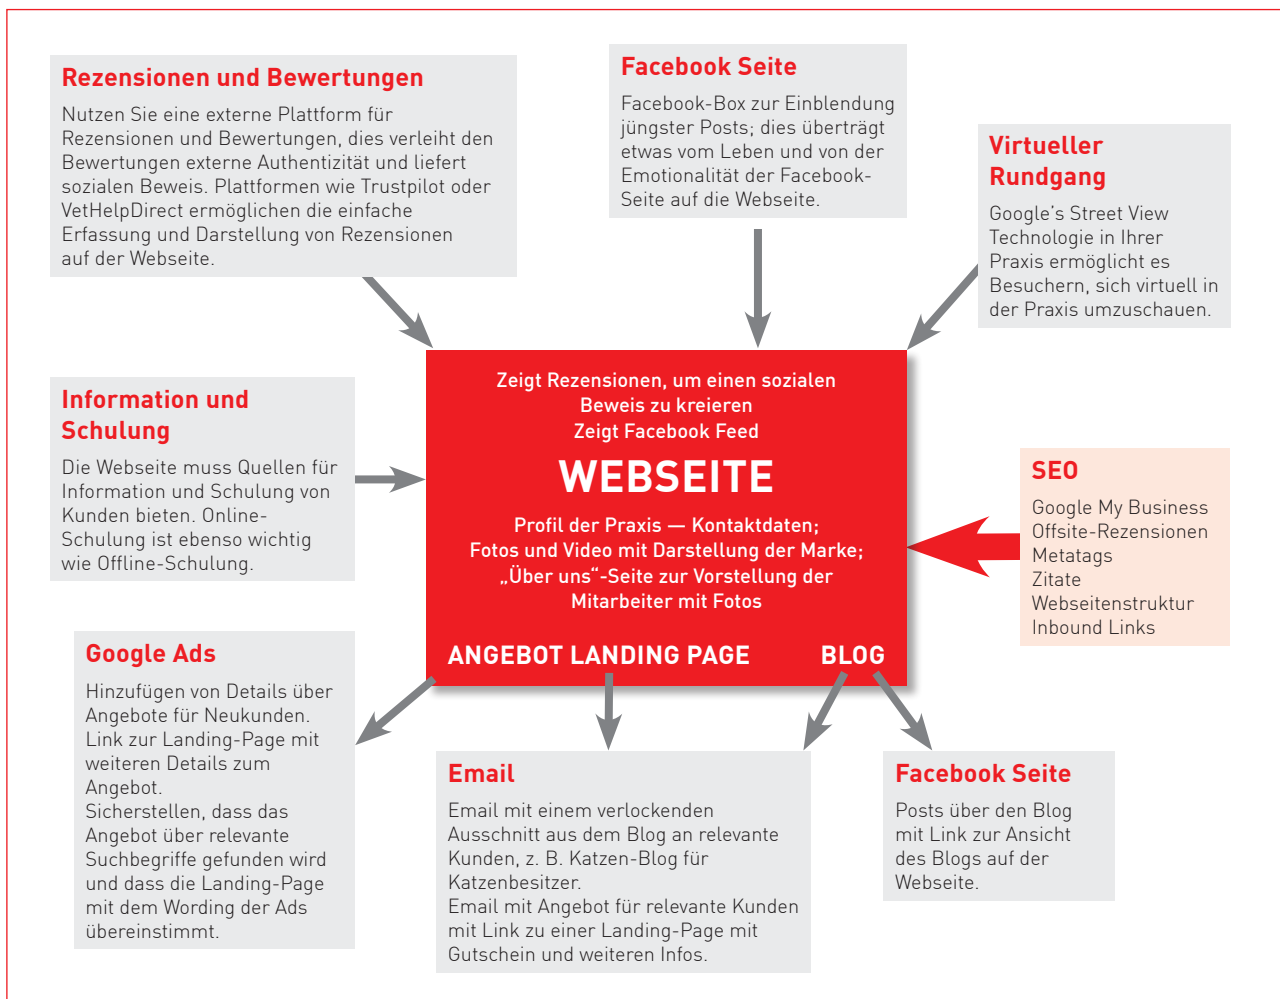 Rezensionen und Bewertungen
Nutzen Sie eine externe Plattform für
Rezensionen und Bewertungen, dies verleiht den
Bewertungen externe Authentizität und liefert
sozialen Beweis. Plattformen wie Trustpilot oder
VetHelpDirect ermöglichen die einfache
Erfassung und Darstellung von Rezensionen
auf der Webseite.
Facebook Seite
Facebook-Box zur Einblendung
jüngster Posts; dies überträgt
etwas vom Leben und von der
Emotionalität der Facebook-
Seite auf die Webseite.
Virtueller
Rundgang
Google's Street View
Technologie in Ihrer
Praxis ermöglicht es
Besuchern, sich virtuell in
der Praxis umzuschauen.
Information und
Schulung
Die Webseite muss Quellen für
Information und Schulung von
Kunden bieten. Online-
Schulung ist ebenso wichtig
wie Offline-Schulung.
Zeigt Rezensionen, um einen sozialen
Beweis zu kreieren
Zeigt Facebook Feed
WEBSEITE
Profil der Praxis — Kontaktdaten;
Fotos und Video mit Darstellung der Marke;
„Über uns“-Seite zur Vorstellung der
Mitarbeiter mit Fotos
ANGEBOT LANDING PAGE BLOG
SEO
Google My Business
Offsite-Rezensionen
Metatags
Zitate
Webseitenstruktur
Inbound Links
Google Ads
Hinzufügen von Details über
Angebote für Neukunden.
Link zur Landing-Page mit
weiteren Details zum
Angebot.
Sicherstellen, dass das
Angebot über relevante
Suchbegriffe gefunden wird
und dass die Landing-Page
mit dem Wording der Ads
übereinstimmt.
Email
Email mit einem verlockenden
Ausschnitt aus dem Blog an relevante
Kunden, z. B. Katzen-Blog für
Katzenbesitzer.
Email mit Angebot für relevante Kunden
mit Link zu einer Landing-Page mit
Gutschein und weiteren Infos.
Facebook Seite
Posts über den Blog
mit Link zur Ansicht
des Blogs auf der
Webseite.